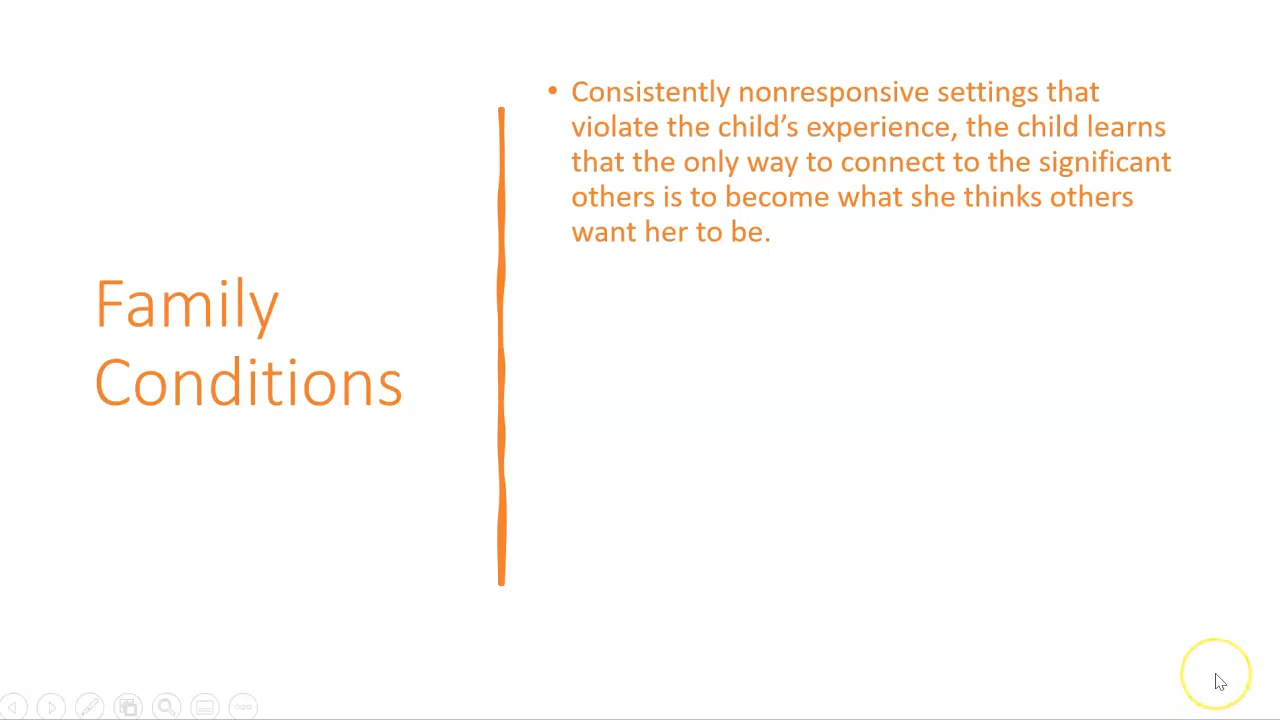 Family
Conditions
• Consistently nonresponsive settings that
violate the child’s experience, the child learns
that the only way to connect to the significant
others is to become what she thinks others
want her to be.